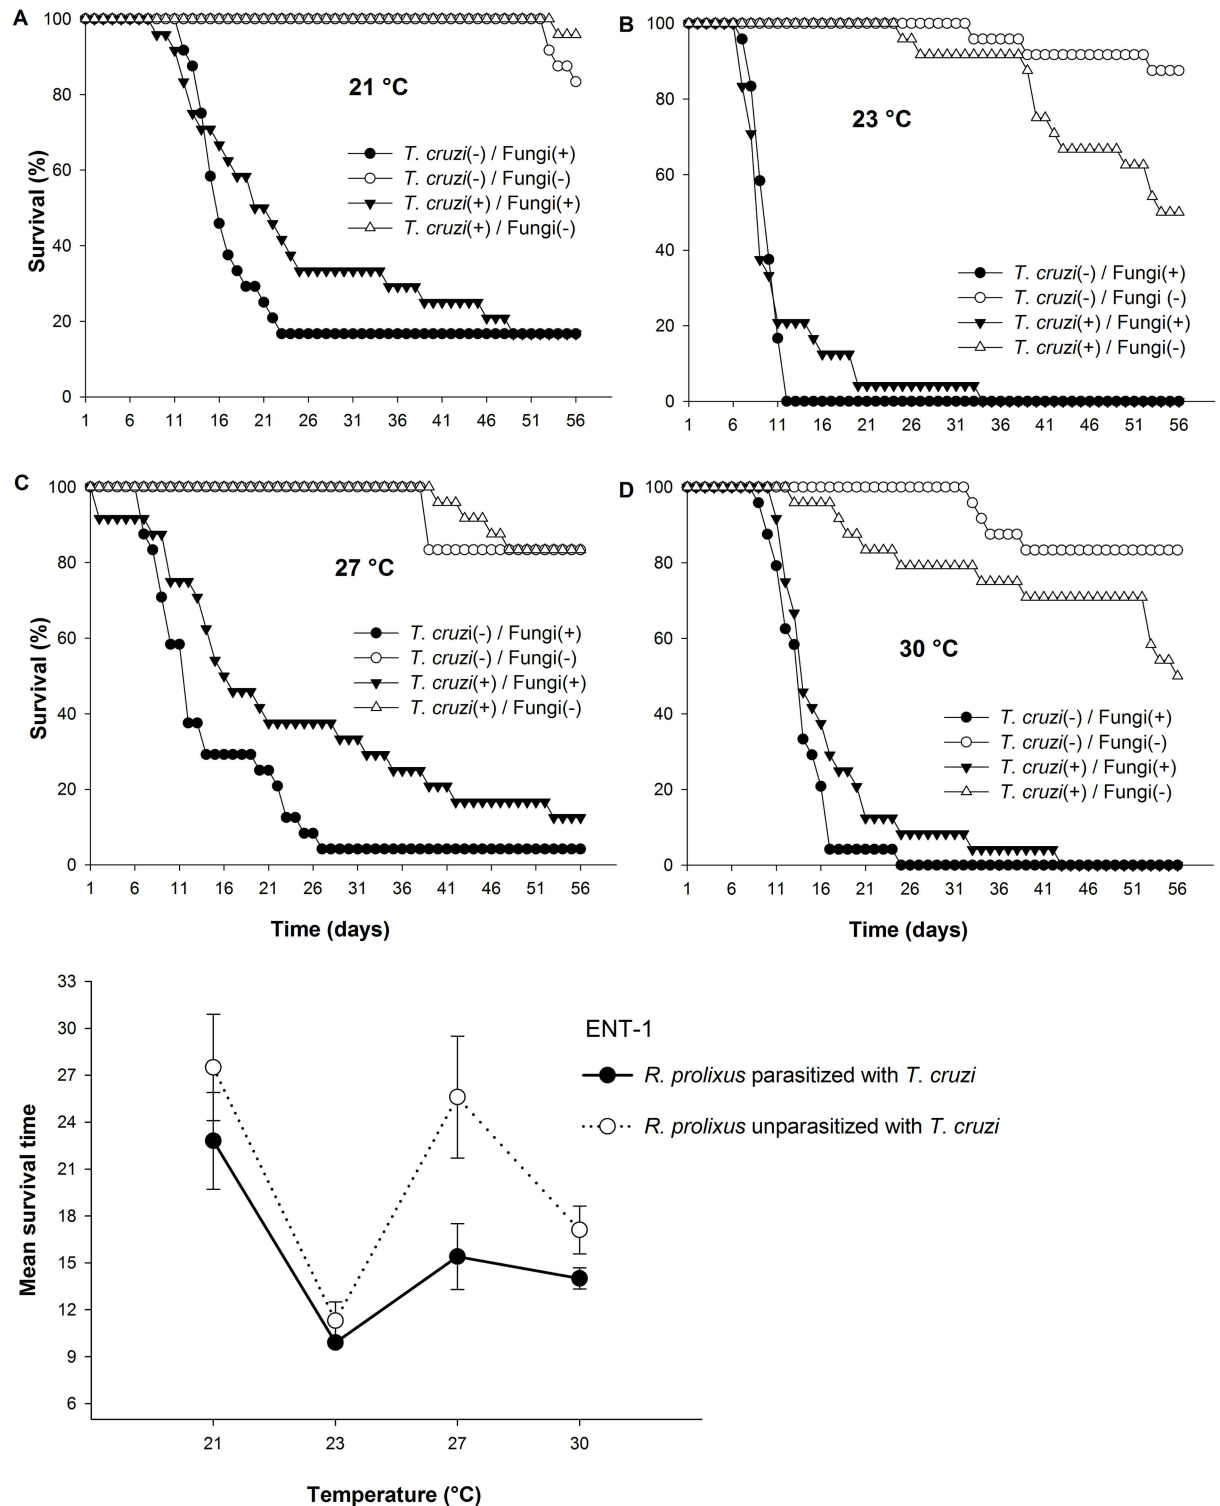 A
100
80
60
40
20
0
Survival (%)
21 °C
T. cruzi(-) / Fungi(+)
T. cruzi(-) / Fungi(-)
T. cruzi(+) / Fungi(+)
T. cruzi(+) / Fungi(-)
1 6 11 16 21 26 31 36 41 46 51 56
B
100
80
60
40
20
0
23 °C
T. cruzi(-) / Fungi(+)
T. cruzi(-) / Fungi (-)
T. cruzi(+) / Fungi(+)
T. cruzi(+) / Fungi(-)
1 6 11 16 21 26 31 36 41 46 51 56
C
100
80
60
40
20
0
Survival (%)
27 °C
T. cruzi(-) / Fungi(+)
T. cruzi(-) / Fungi(-)
T. cruzi(+) / Fungi(+)
T. cruzi(+) / Fungi(-)
1 6 11 16 21 26 31 36 41 46 51 56
Time (days)
D
100
80
60
40
20
0
30 °C
T. cruzi(-) / Fungi(+)
T. cruzi(-) / Fungi(-)
T. cruzi(+) / Fungi(+)
T. cruzi(+) / Fungi(-)
1 6 11 16 21 26 31 36 41 46 51 56
Time (days)
33
30
27
24
21
18
15
12
9
6
Mean survival time
ENT-1
R. prolixus parasitized with T. cruzi
R. prolixus unparasitized with T. cruzi
21 23 27 30
Temperature (°C)